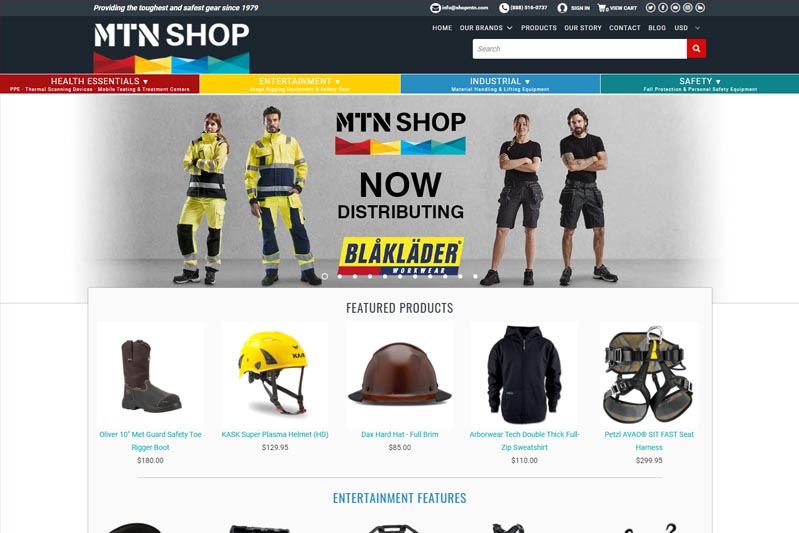 Providing the toughest and safest gear since 1979
info@shopmtn.com (888) 516-0737 SIGN IN VIEW CART
MTN SHOP
HOME OUR BRANDS PRODUCTS OUR STORY CONTACT BLOG USD
Search
HEALTH ESSENTIALS ▼
PPE - Thermal Scanning Devices - Mobile Testing & Treatment Centers
ENTERTAINMENT ▼
Stage Rigging Equipment & Safety Gear
INDUSTRIAL ▼
Material Handling & Lifting Equipment
SAFETY ▼
Fall Protection & Personal Safety Equipment
MTN SHOP
NOW
DISTRIBUTING
BLÅKLÄDER
WORKWEAR
FEATURED PRODUCTS
KASK
Oliver 10" Met Guard Safety Toe
Rigger Boot
$180.00
KASK Super Plasma Helmet (HD)
$129.95
Dax Hard Hat - Full Brim
$85.00
Arborwear Tech Double Thick Full-
Zip Sweatshirt
$110.00
Petzl AVAO® SIT FAST Seat
Harness
$299.95
ENTERTAINMENT FEATURES